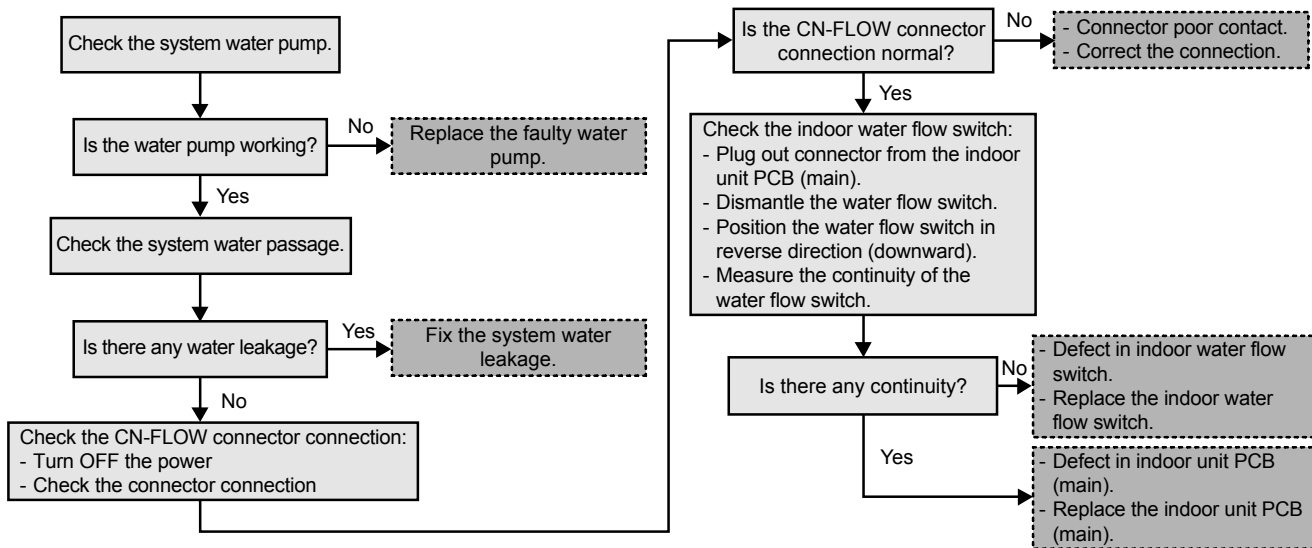 Check the system water pump.
Is the water pump working?
No
Replace the faulty water
pump.
Yes
Check the system water passage.
Is there any water leakage?
Yes
Fix the system water
leakage.
No
Check the CN-FLOW connector connection:
- Turn OFF the power
- Check the connector connection
Is the CN-FLOW connector
connection normal?
No
- Connector poor contact.
- Correct the connection.
Yes
Check the indoor water flow switch:
- Plug out connector from the indoor
unit PCB (main).
- Dismantle the water flow switch.
- Position the water flow switch in
reverse direction (downward).
- Measure the continuity of the
water flow switch.
Is there any continuity?
No
- Defect in indoor water flow
switch.
- Replace the indoor water
flow switch.
Yes
- Defect in indoor unit PCB
(main).
- Replace the indoor unit PCB
(main).